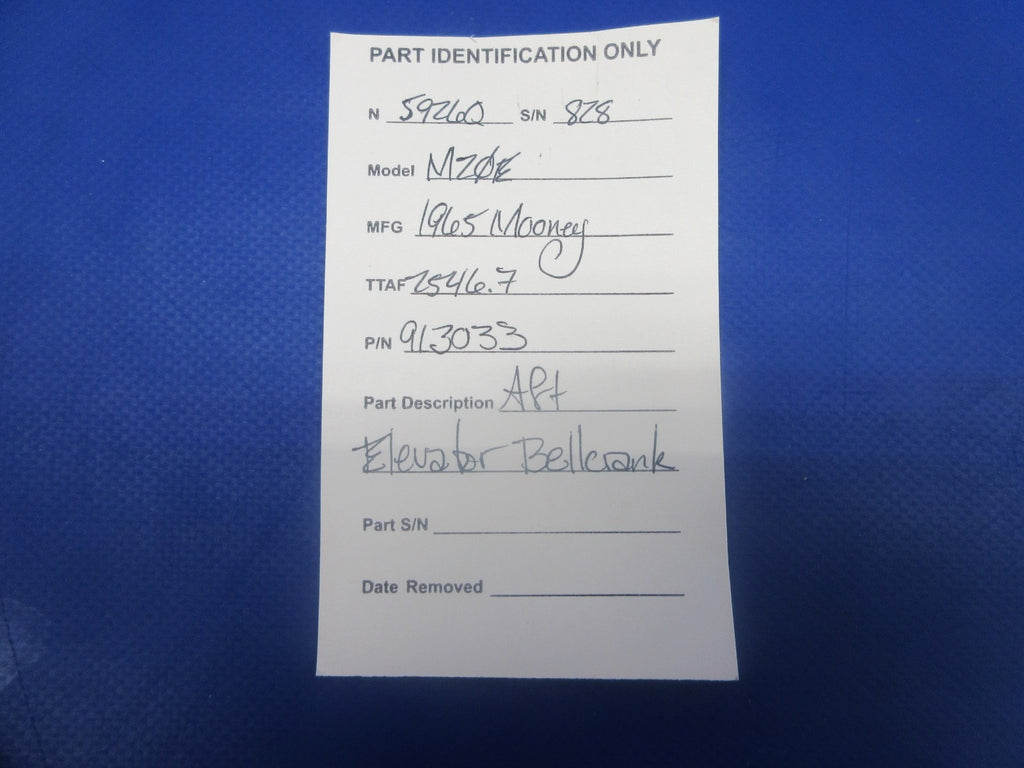 PART IDENTIFICATION ONLY
N 5926Q S/N 828
Model M20E
MFG 1965 Mooney
TTAF 2546.7
P/N 913033
Part Description Aft
Elevator Bellcrank
Part S/N
Date Removed